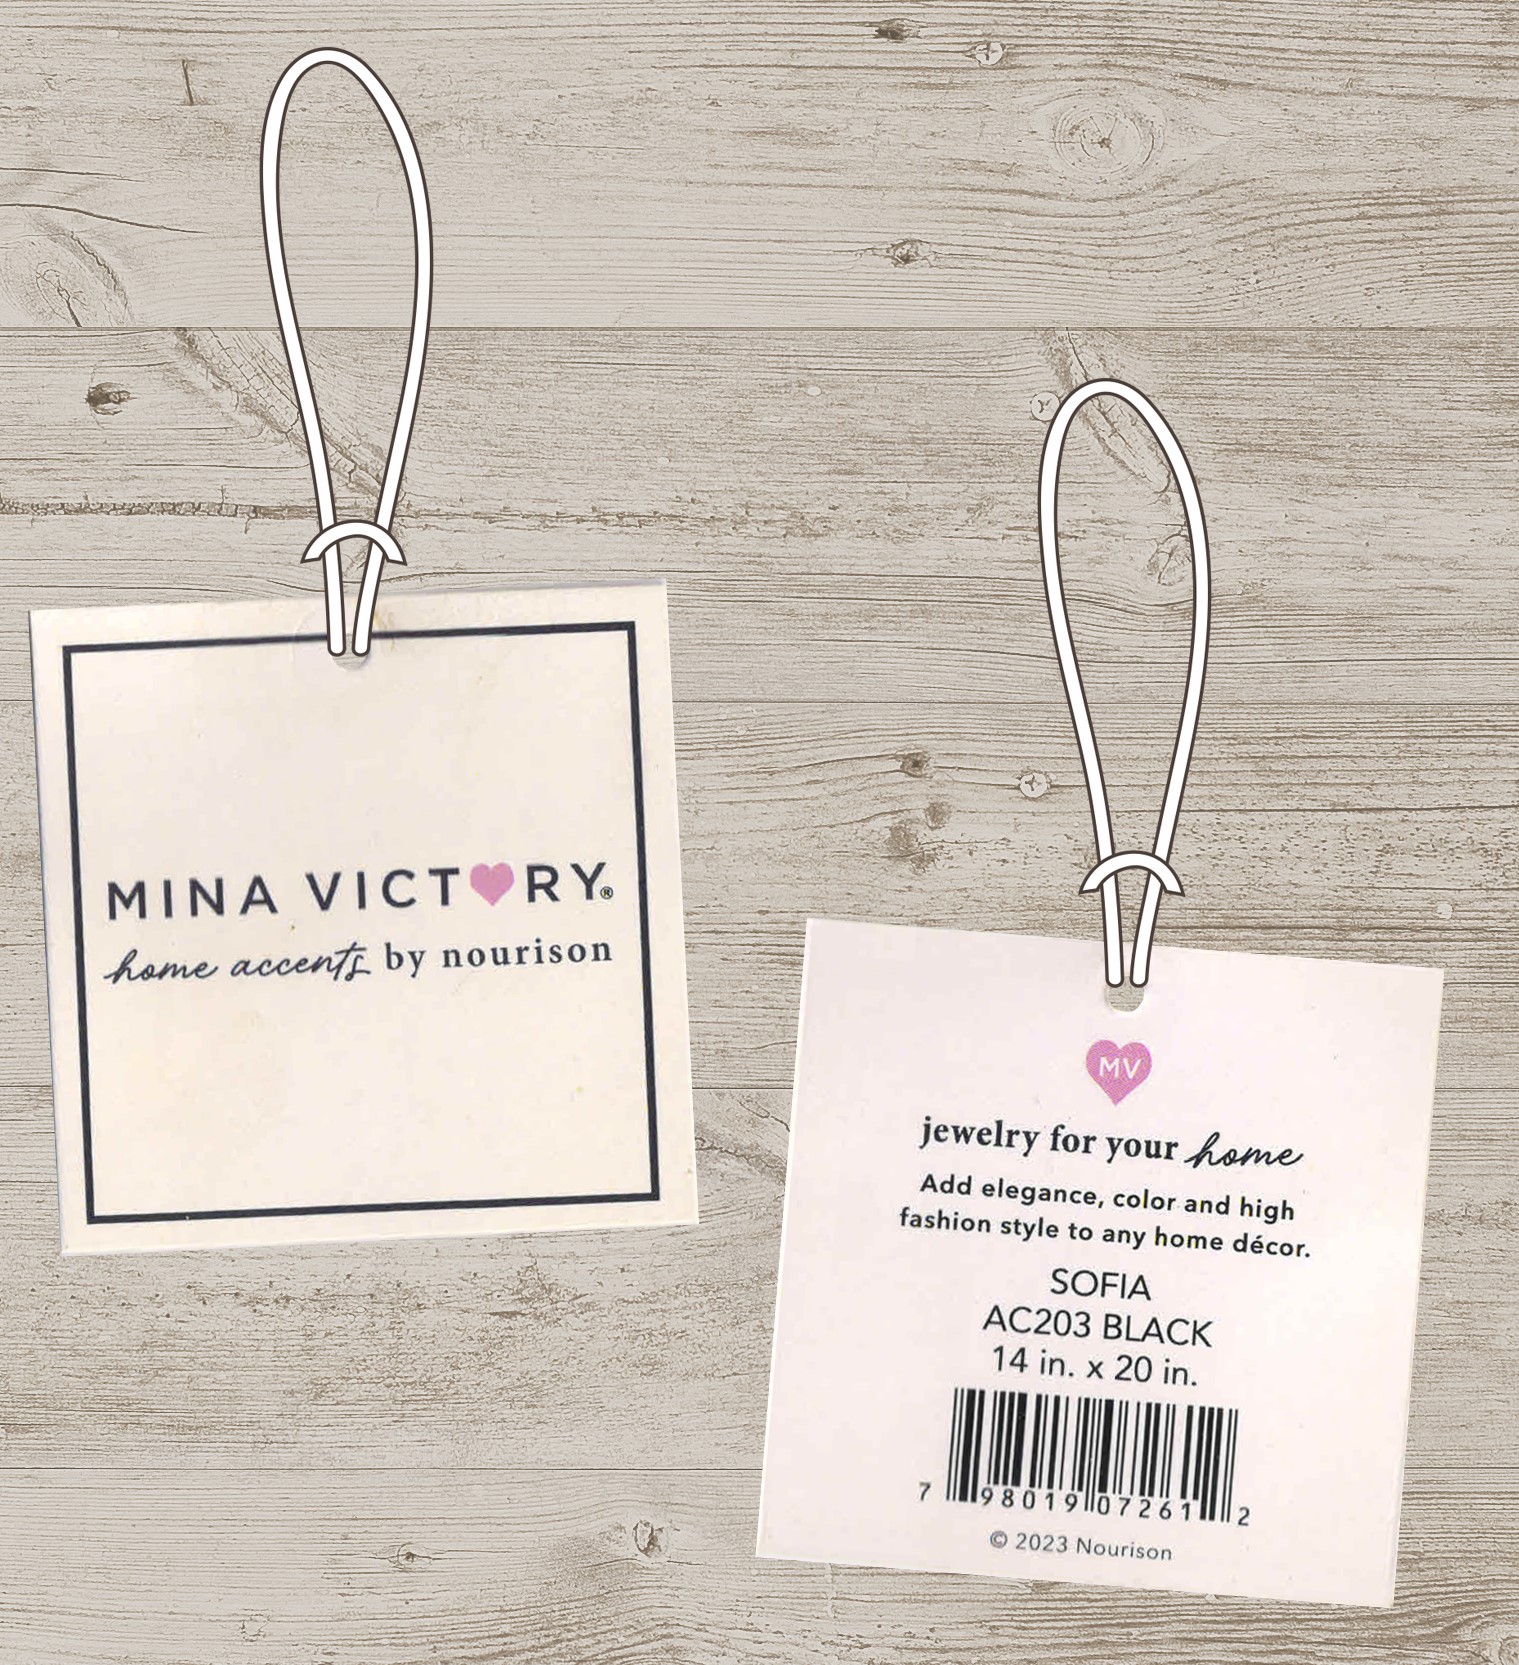 MINA VICTORY®
home accents by nourison
MV
jewelry for your home
Add elegance, color and high
fashion style to any home décor.
SOFIA
AC203 BLACK
14 in. x 20 in.
7 98019 07261 2
© 2023 Nourison